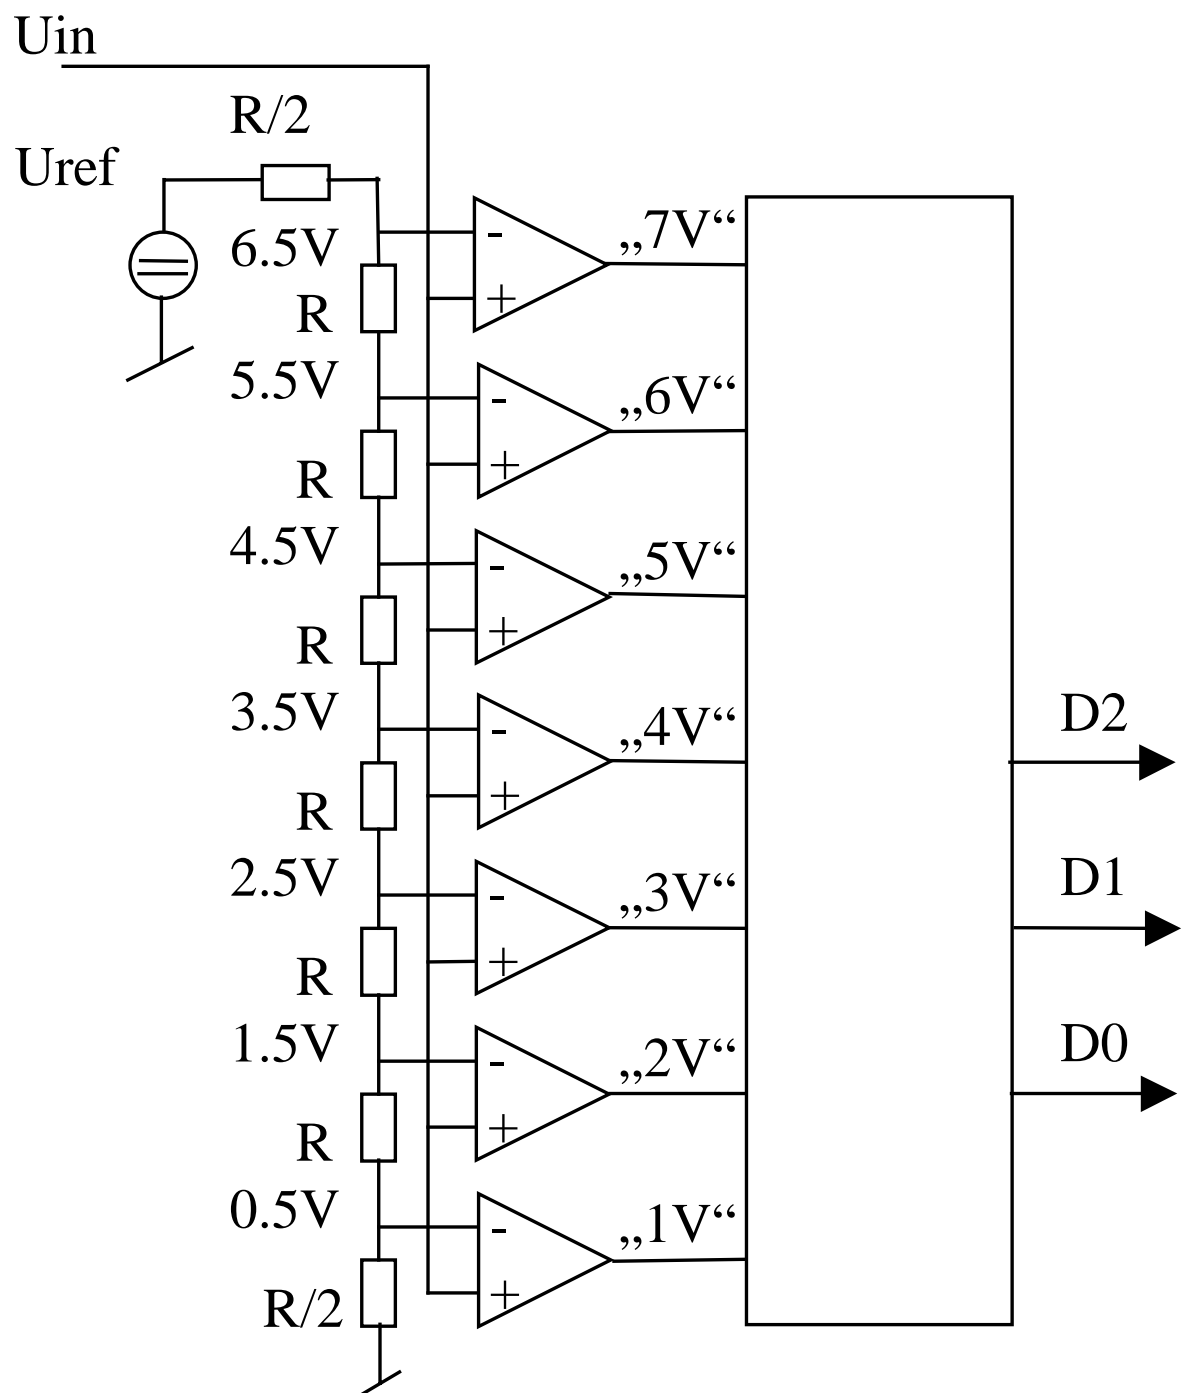 Uin
R/2
Uref
6.5V
„7V“
-
+
R
5.5V
„6V“
-
+
R
4.5V
„5V“
-
+
R
3.5V
„4V“
-
+
D2
R
2.5V
„3V“
-
+
D1
R
1.5V
„2V“
-
+
D0
R
0.5V
„1V“
-
+
R/2